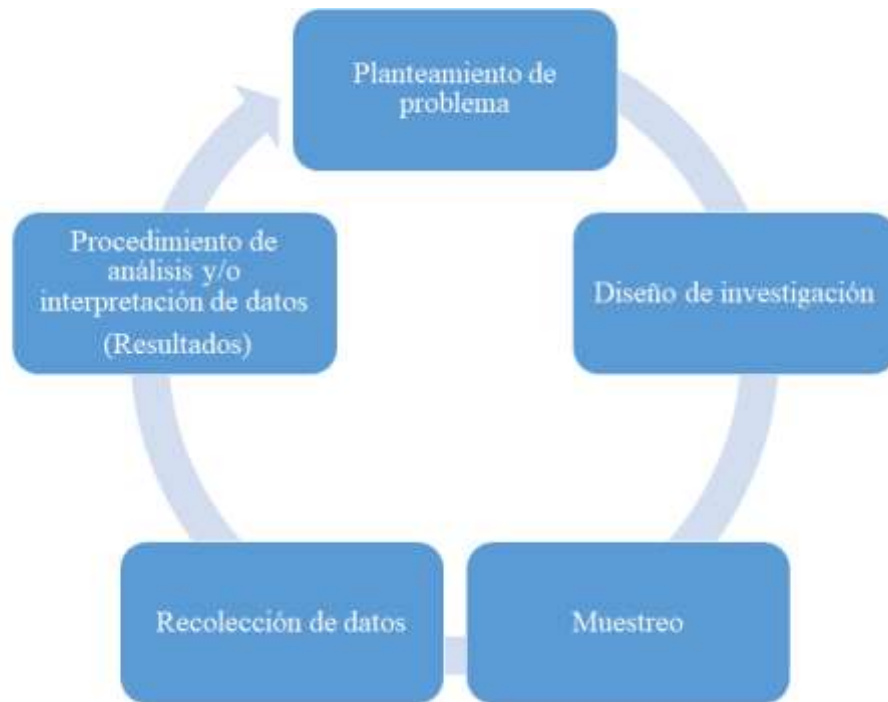 Planteamiento de
problema
Diseño de investigación
Muestreo
Recolección de datos
Procedimiento de
análisis y/o
interpretación de datos
(Resultados)